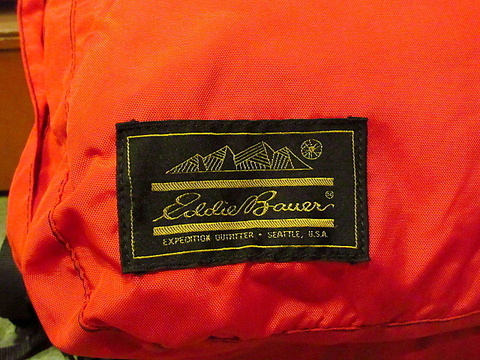 Eddie Bauer®
EXPEDITION OUTFITTER • SEATTLE, U.S.A.